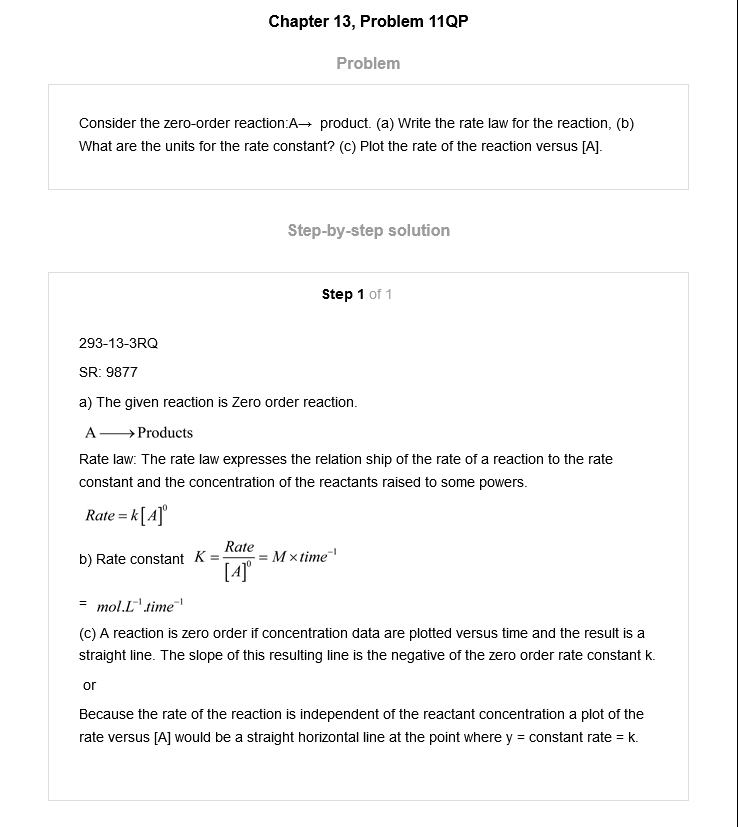 Chapter 13, Problem 11QP
Problem
Consider the zero-order reaction:A→ product. (a) Write the rate law for the reaction, (b)
What are the units for the rate constant? (c) Plot the rate of the reaction versus [A].
Step-by-step solution
Step 1 of 1
293-13-3RQ
SR: 9877
a) The given reaction is Zero order reaction.
A ⟶ Products
Rate law: The rate law expresses the relation ship of the rate of a reaction to the rate
constant and the concentration of the reactants raised to some powers.
Rate = k[A]⁰
b) Rate constant K = Rate/[A]⁰ = M × time⁻¹
= mol.L⁻¹.time⁻¹
(c) A reaction is zero order if concentration data are plotted versus time and the result is a
straight line. The slope of this resulting line is the negative of the zero order rate constant k.
or
Because the rate of the reaction is independent of the reactant concentration a plot of the
rate versus [A] would be a straight horizontal line at the point where y = constant rate = k.